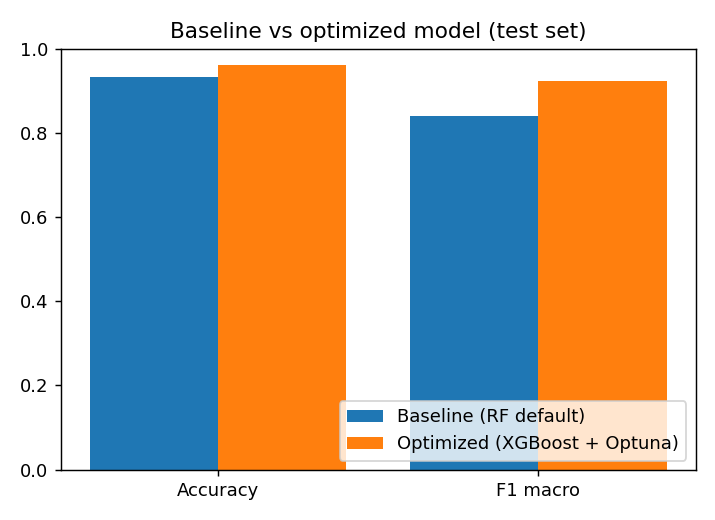 Baseline vs optimized model (test set)
1.0
0.8
0.6
0.4
0.2
0.0
Baseline (RF default)
Optimized (XGBoost + Optuna)
Accuracy
F1 macro